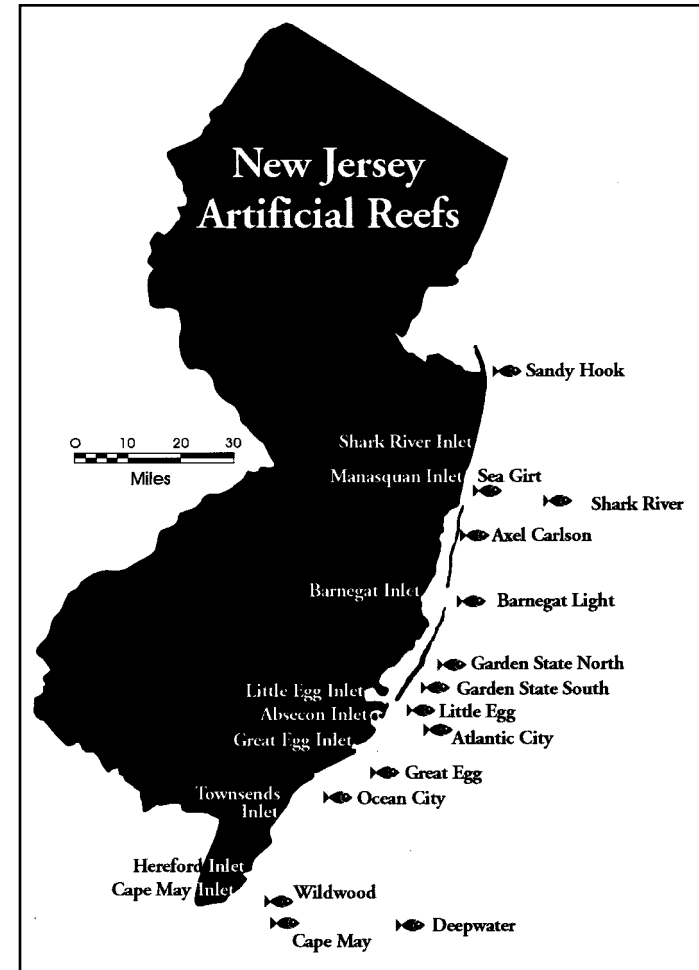 New Jersey
Artificial Reefs
Sandy Hook
Shark River Inlet
0 10 20 30
Miles
Manasquan Inlet
Sea Girt
Shark River
Axel Carlson
Barnegat Inlet
Barnegat Light
Garden State North
Little Egg Inlet
Garden State South
Absecon Inlet
Little Egg
Great Egg Inlet
Atlantic City
Great Egg
Townsends
Inlet
Ocean City
Hereford Inlet
Cape May Inlet
Wildwood
Cape May
Deepwater